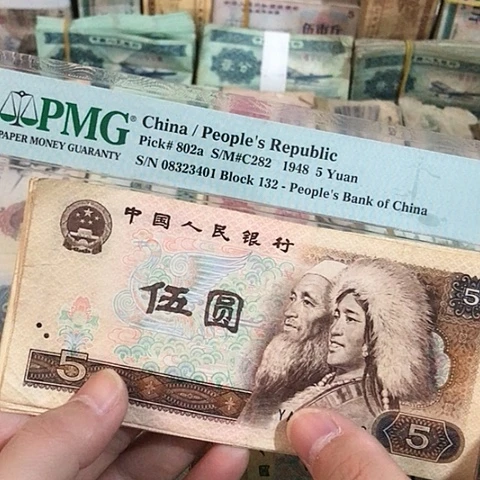 PMG®
PAPER MONEY GUARANTY
China / People's Republic
Pick# 802a S/M#C282 1948 5 Yuan
S/N 08323401 Block 132 - People's Bank of China
中国人民银行
伍圆
5
5
5